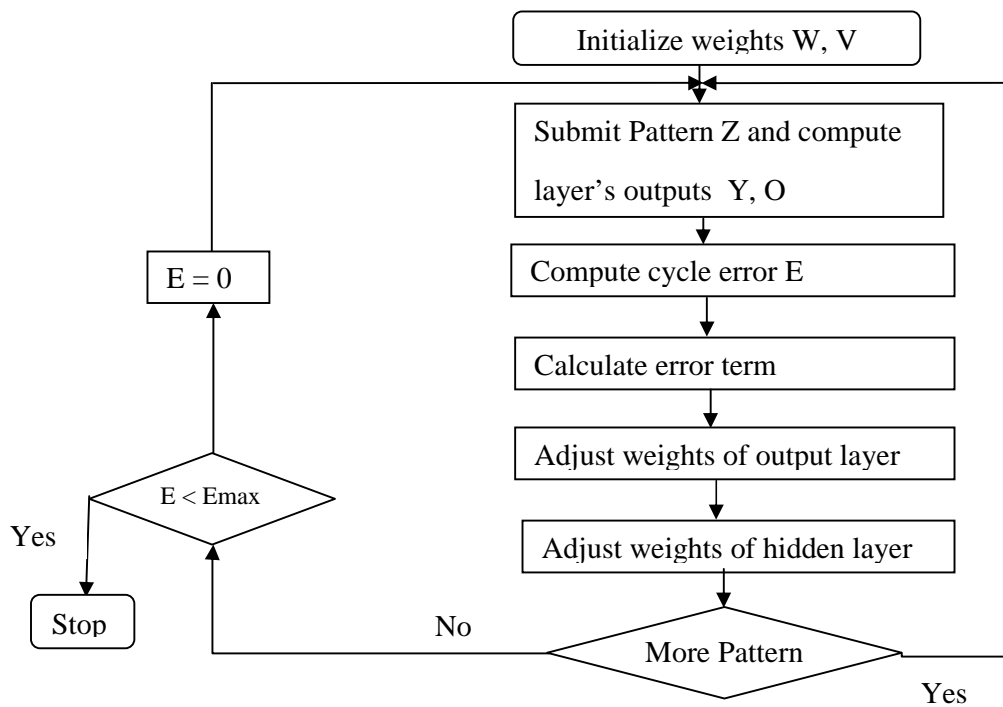 Initialize weights W, V
Submit Pattern Z and compute
layer's outputs Y, O
E = 0
Compute cycle error E
Calculate error term
Adjust weights of output layer
E < Emax
Yes
Adjust weights of hidden layer
Stop
No
More Pattern
Yes